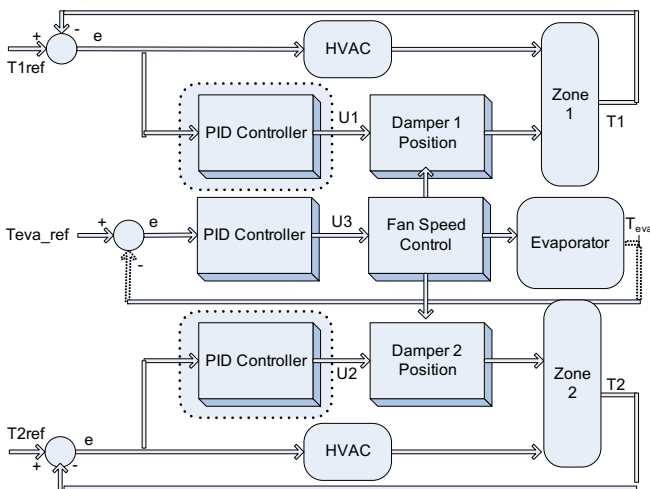 +
-
e
T1ref
HVAC
Zone
1
T1
PID Controller
U1
Damper 1
Position
Teva_ref
+
-
e
PID Controller
U3
Fan Speed
Control
Evaporator
Teva
PID Controller
U2
Damper 2
Position
Zone
2
T2
T2ref
+
-
e
HVAC